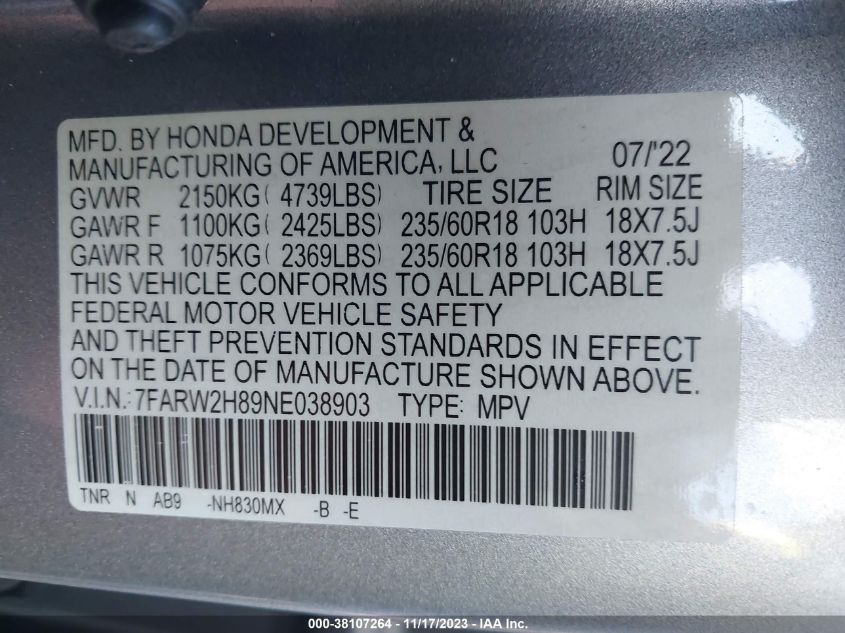 MFD. BY HONDA DEVELOPMENT &
MANUFACTURING OF AMERICA, LLC 07/'22
GVWR 2150KG( 4739LBS) TIRE SIZE RIM SIZE
GAWR F 1100KG( 2425LBS) 235/60R18 103H 18X7.5J
GAWR R 1075KG( 2369LBS) 235/60R18 103H 18X7.5J
THIS VEHICLE CONFORMS TO ALL APPLICABLE
FEDERAL MOTOR VEHICLE SAFETY
AND THEFT PREVENTION STANDARDS IN EFFECT
ON THE DATE OF MANUFACTURE SHOWN ABOVE.
V.I.N.: 7FARW2H89NE038903 TYPE: MPV
TNR N AB9 -NH830MX -B -E
000-38107264 - 11/17/2023 - IAA Inc.